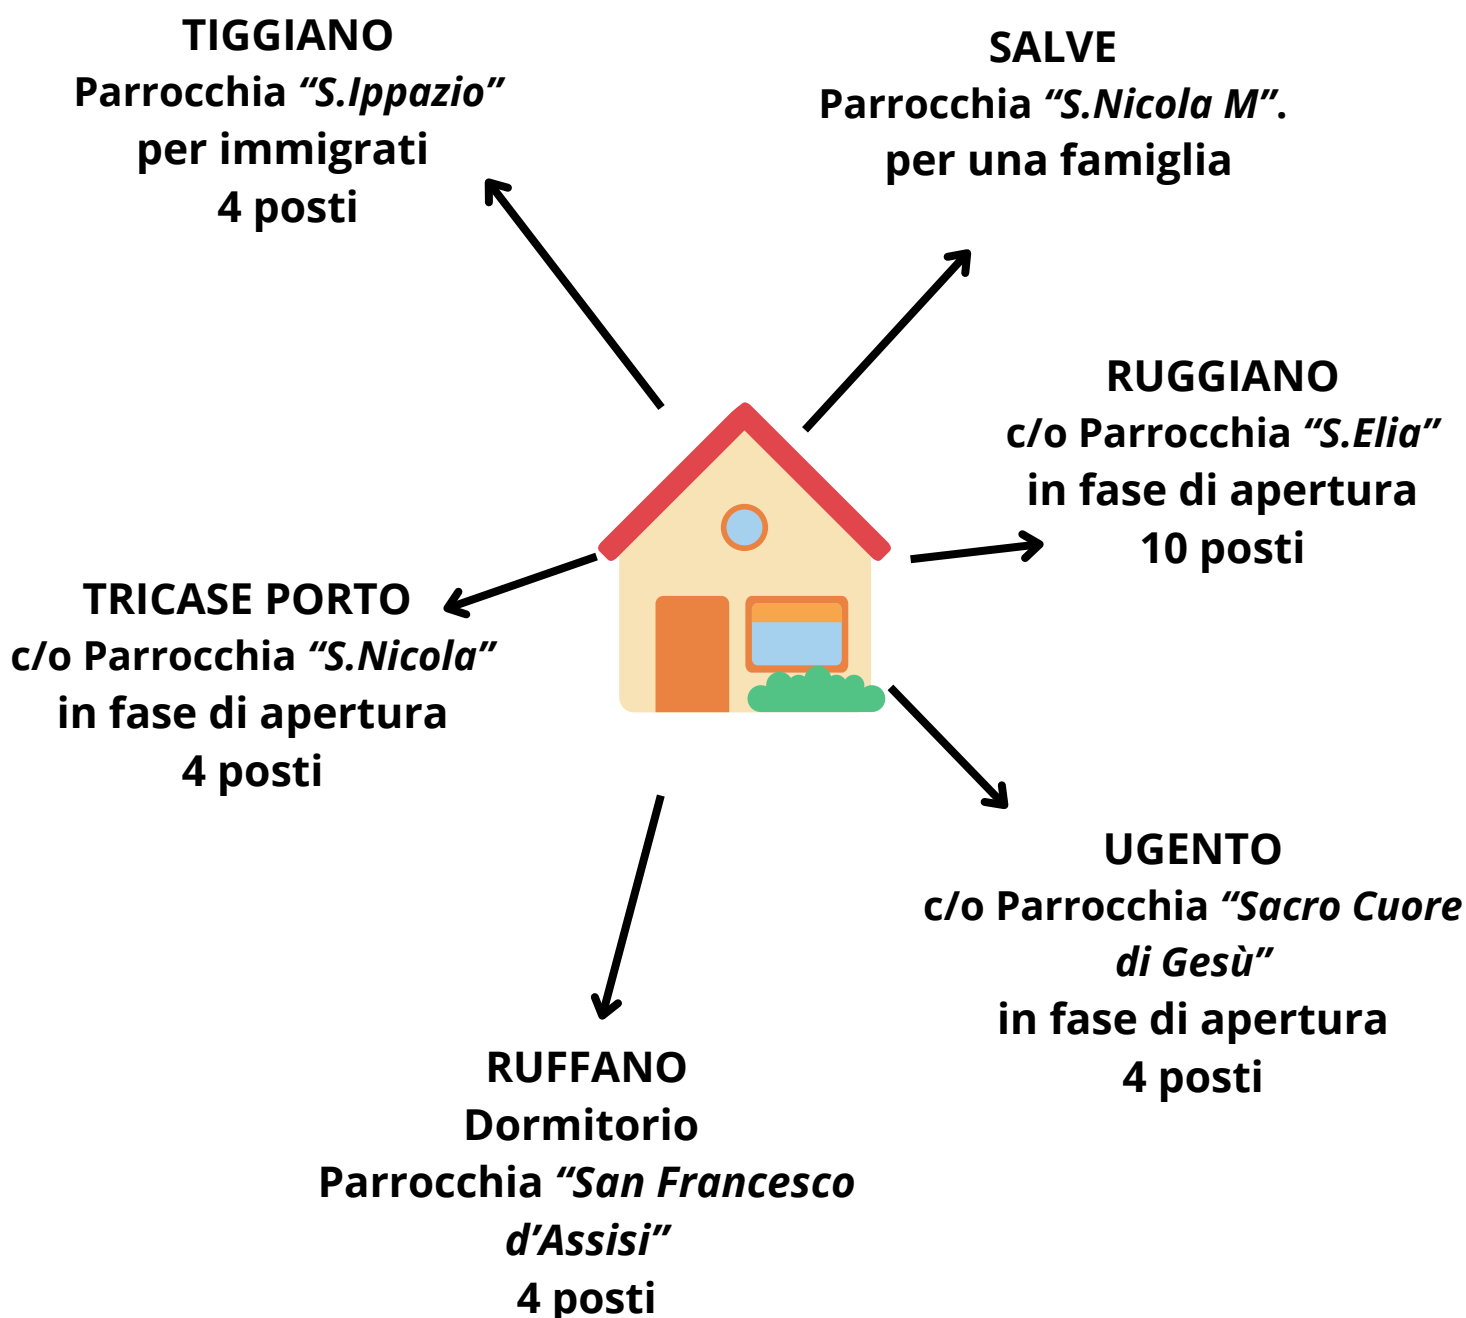 TIGGIANO
Parrocchia “S.Ippazio”
per immigrati
4 posti
SALVE
Parrocchia “S.Nicola M”.
per una famiglia
RUGGIANO
c/o Parrocchia “S.Elia”
in fase di apertura
10 posti
TRICASE PORTO
c/o Parrocchia “S.Nicola”
in fase di apertura
4 posti
UGENTO
c/o Parrocchia “Sacro Cuore
di Gesù”
in fase di apertura
4 posti
RUFFANO
Dormitorio
Parrocchia “San Francesco
d’Assisi”
4 posti